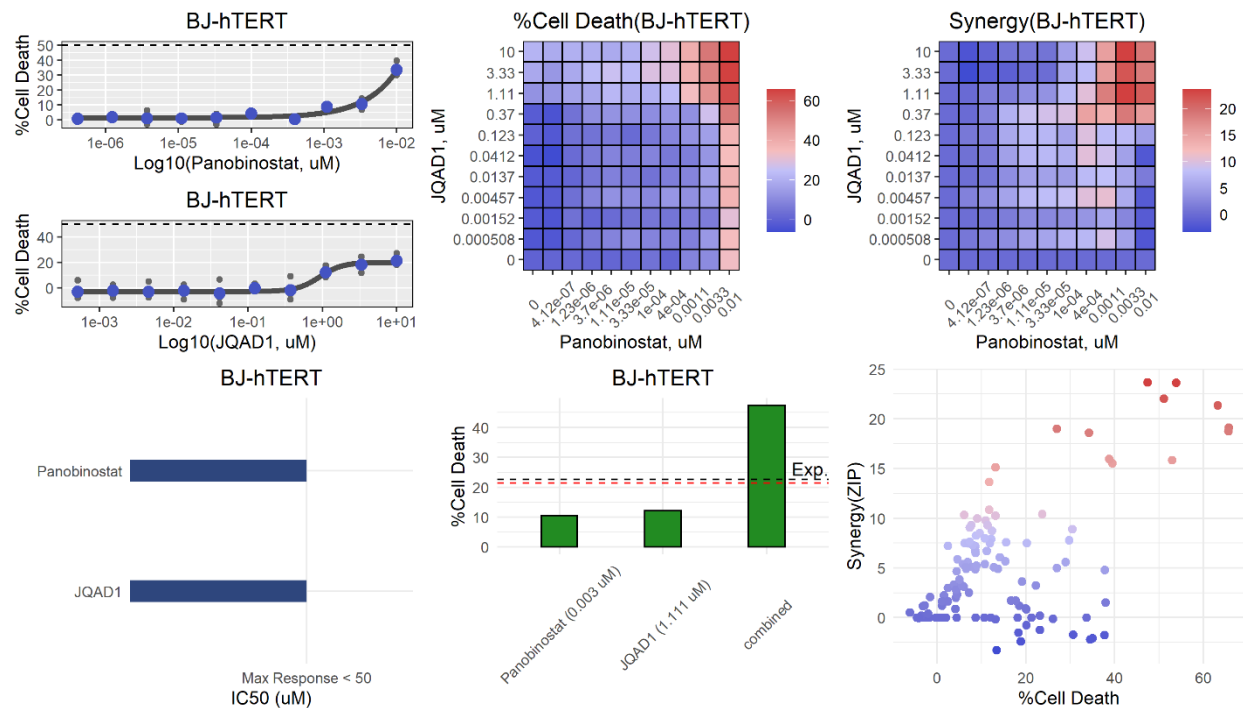 BJ-hTERT
%Cell Death
50
40
30
20
10
0
1e-06
1e-05
1e-04
1e-03
1e-02
Log10(Panobinostat, uM)
BJ-hTERT
%Cell Death
40
20
0
1e-03
1e-02
1e-01
1e+00
1e+01
Log10(JQAD1, uM)
%Cell Death(BJ-hTERT)
JQAD1, uM
10
3.33
1.11
0.37
0.123
0.0412
0.0137
0.00457
0.00152
0.000508
0
0
4.12e-07
1.23e-06
3.7e-06
1.11e-05
3.33e-05
1e-04
4e-04
0.0011
0.0033
0.01
Panobinostat, uM
60
40
20
0
Synergy(BJ-hTERT)
JQAD1, uM
10
3.33
1.11
0.37
0.123
0.0412
0.0137
0.00457
0.00152
0.000508
0
0
4.12e-07
1.23e-06
3.7e-06
1.11e-05
3.33e-05
1e-04
4e-04
0.0011
0.0033
0.01
Panobinostat, uM
20
15
10
5
0
BJ-hTERT
Panobinostat
JQAD1
Max Response < 50
IC50 (uM)
BJ-hTERT
%Cell Death
40
30
20
10
0
Exp.
Panobinostat (0.003 uM)
JQAD1 (1.111 uM)
combined
Synergy(ZIP)
25
20
15
10
5
0
0
20
40
60
%Cell Death